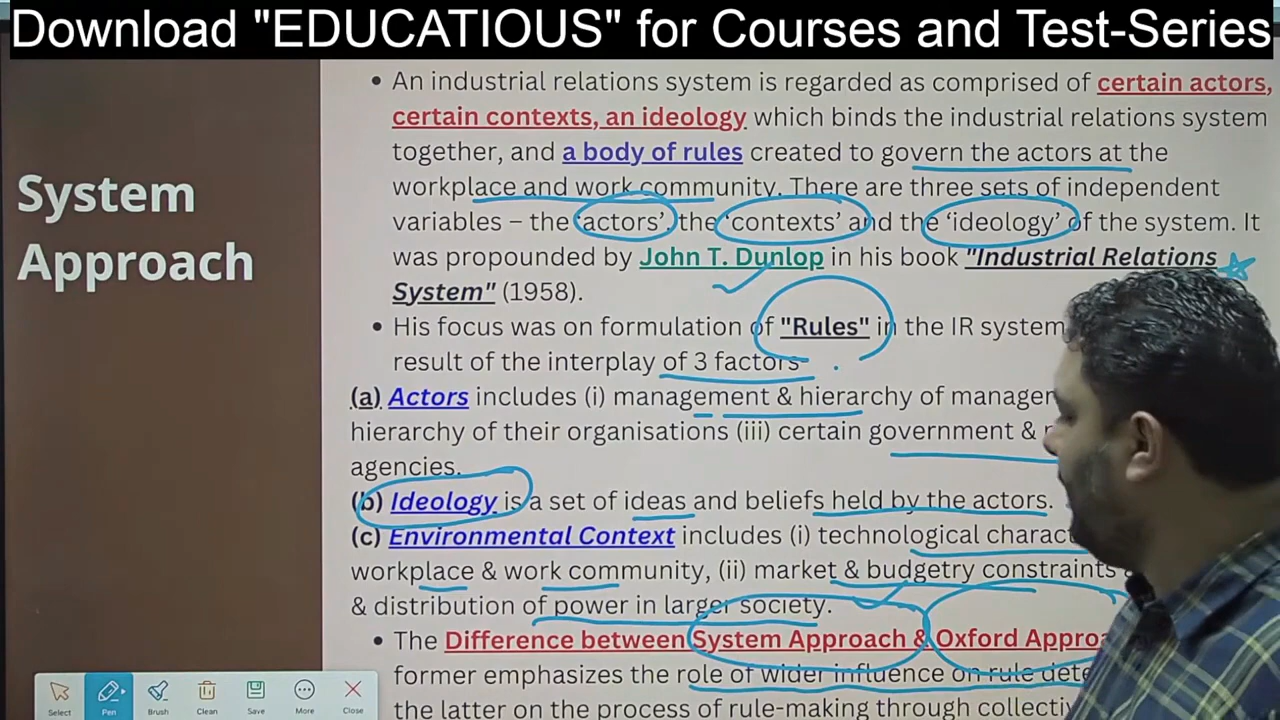 Download "EDUCATIOUS" for Courses and Test-Series
System
Approach
• An industrial relations system is regarded as comprised of certain actors,
certain contexts, an ideology which binds the industrial relations system
together, and a body of rules created to govern the actors at the
workplace and work community. There are three sets of independent
variables – the 'actors', the 'contexts' and the 'ideology' of the system. It
was propounded by John T. Dunlop in his book "Industrial Relations
System" (1958).
• His focus was on formulation of "Rules" in the IR system
result of the interplay of 3 factors-
(a) Actors includes (i) management & hierarchy of
hierarchy of their organisations (iii) certain government &
agencies.
(b) Ideology is a set of ideas and beliefs held by the actors.
(c) Environmental Context includes (i) technological
workplace & work community, (ii) market & budgetry constraints
& distribution of power in larger society.
• The Difference between System Approach & Oxford
former emphasizes the role of wider influence on rule
the latter on the process of rule-making through
Select Pen Brush Clean Save More Close